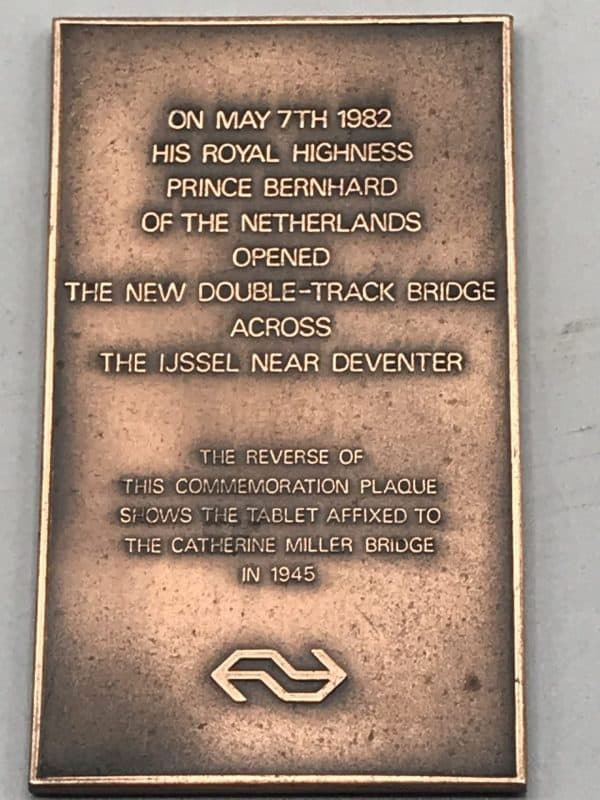 ON MAY 7TH 1982
HIS ROYAL HIGHNESS
PRINCE BERNHARD
OF THE NETHERLANDS
OPENED
THE NEW DOUBLE-TRACK BRIDGE
ACROSS
THE IJSSEL NEAR DEVENTER
THE REVERSE OF
THIS COMMEMORATION PLAQUE
SHOWS THE TABLET AFFIXED TO
THE CATHERINE MILLER BRIDGE
IN 1945